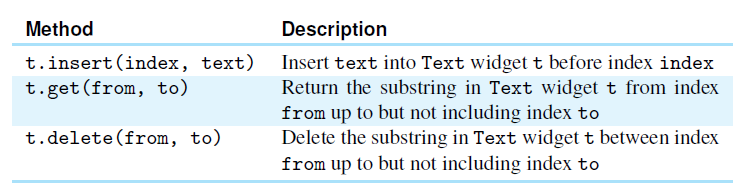 Method Description
t.insert(index, text) Insert text into Text widget t before index index
t.get(from, to) Return the substring in Text widget t from index
from up to but not including index to
t.delete(from, to) Delete the substring in Text widget t between index
from up to but not including index to